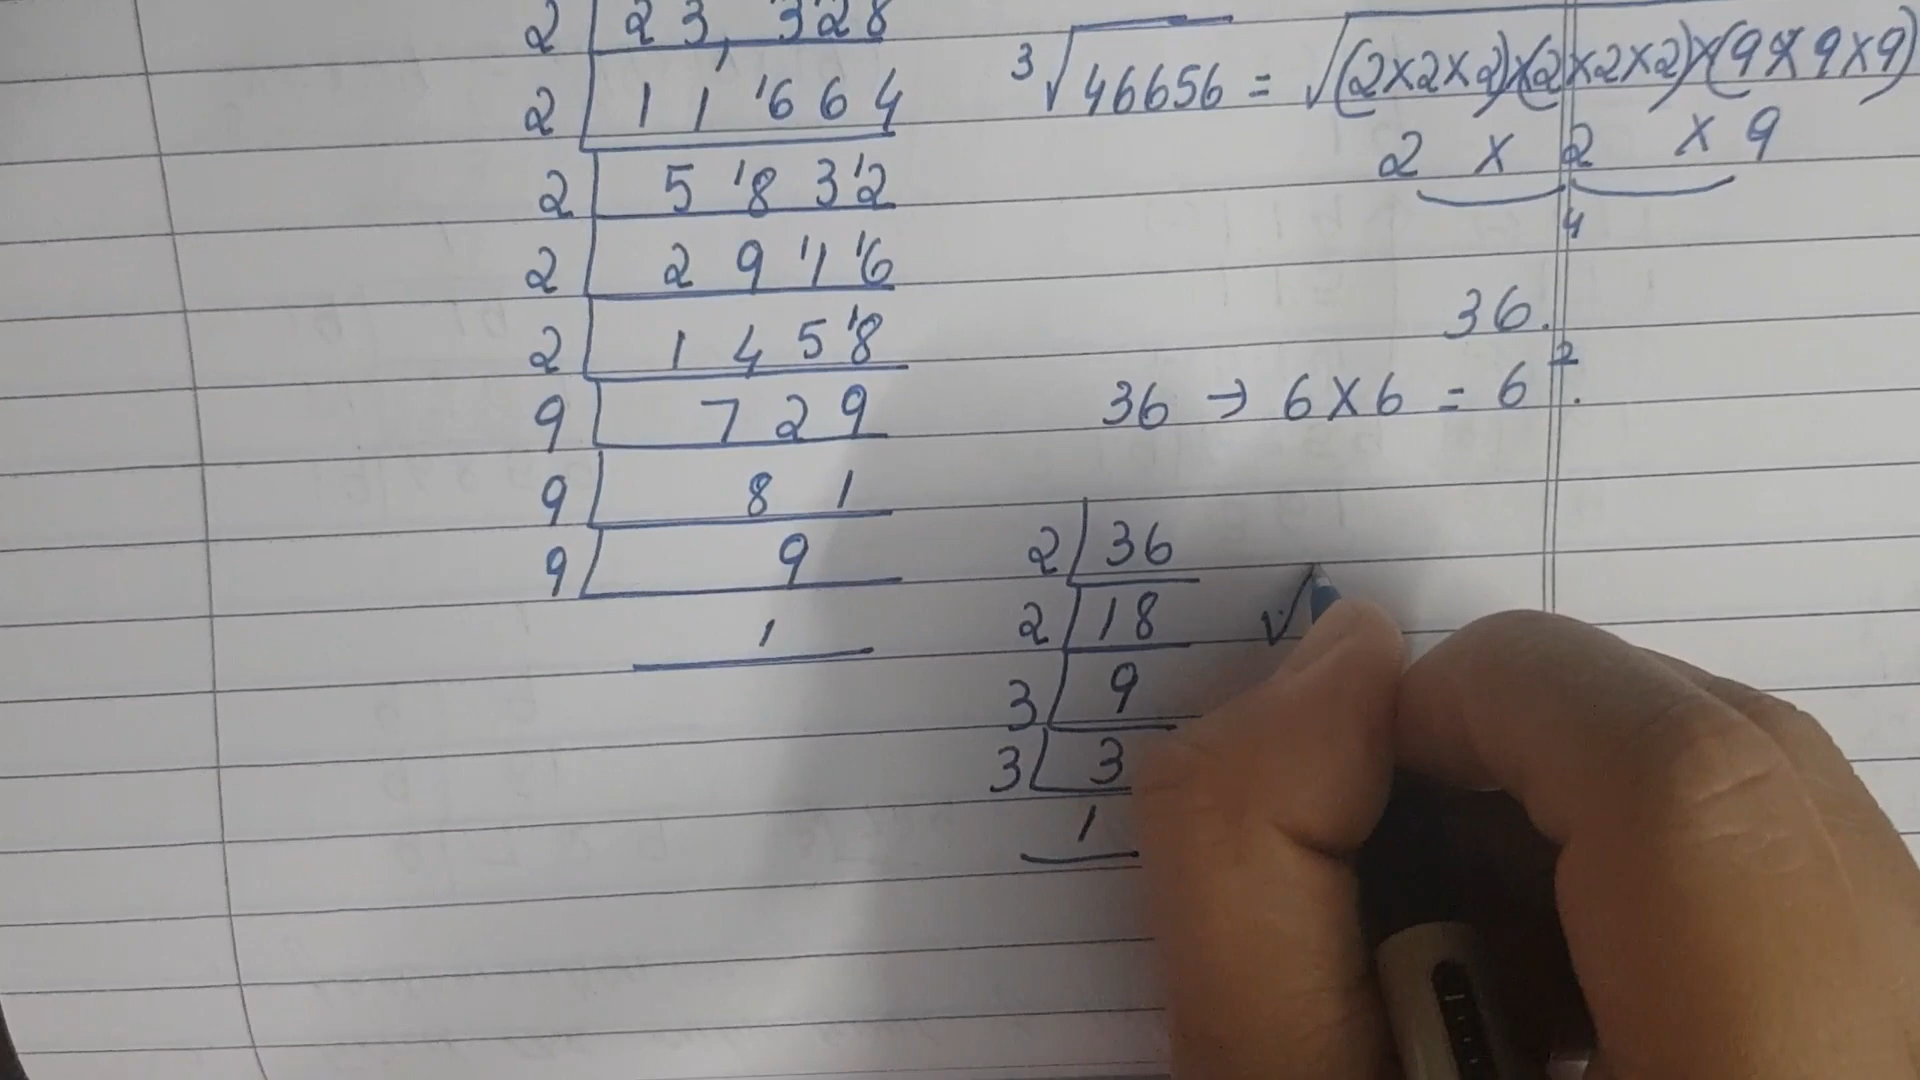 2 | 23,328
2 | 11664
2 | 5832
2 | 2916
2 | 1458
9 | 729
9 | 81
9 | 9
1
3√46656 = √(2×2×2)×(2×2×2)×(9×9×9)
2 × 2 × 9
4
36.
36 → 6×6 = 6².
2 | 36
2 | 18
3 | 9
3 | 3
1
√